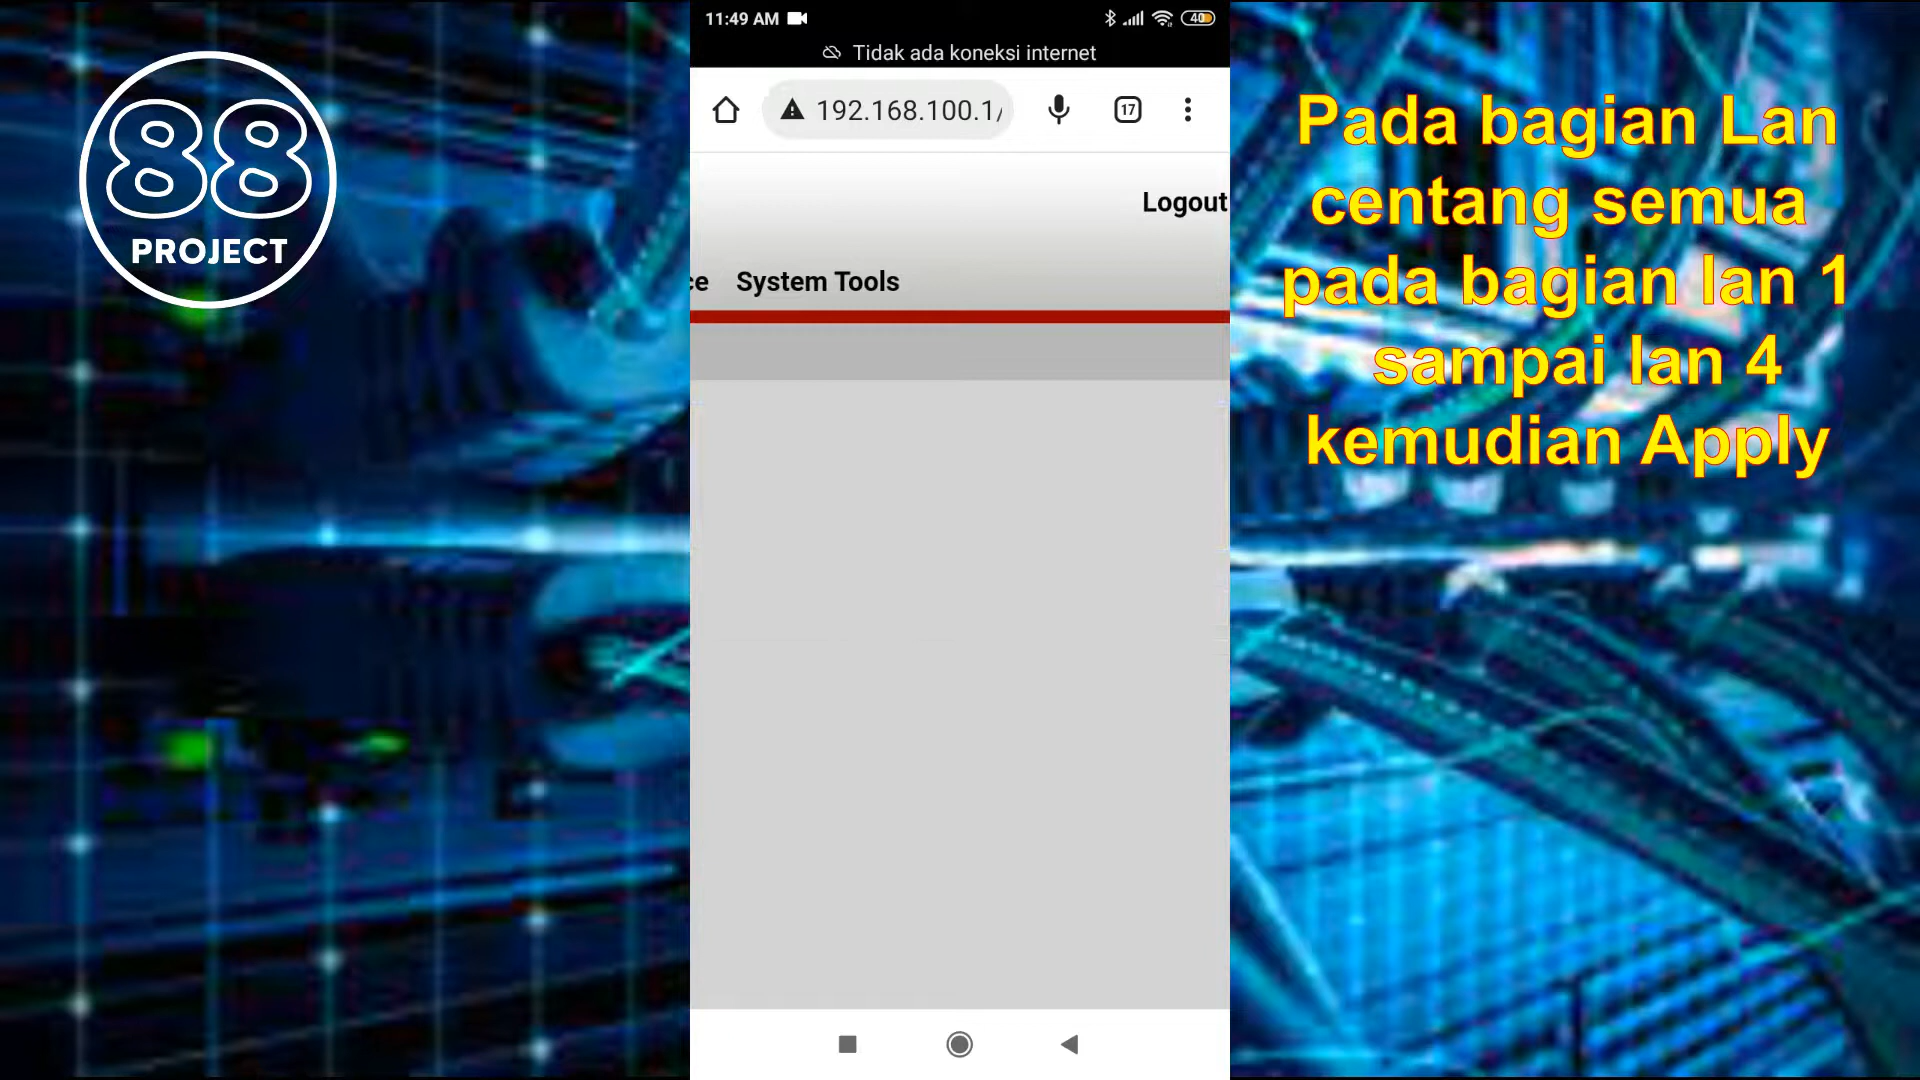 88
PROJECT
11:49 AM
40
Tidak ada koneksi internet
192.168.100.1/
17
Logout
ce System Tools
Pada bagian Lan
centang semua
pada bagian lan 1
sampai lan 4
kemudian Apply